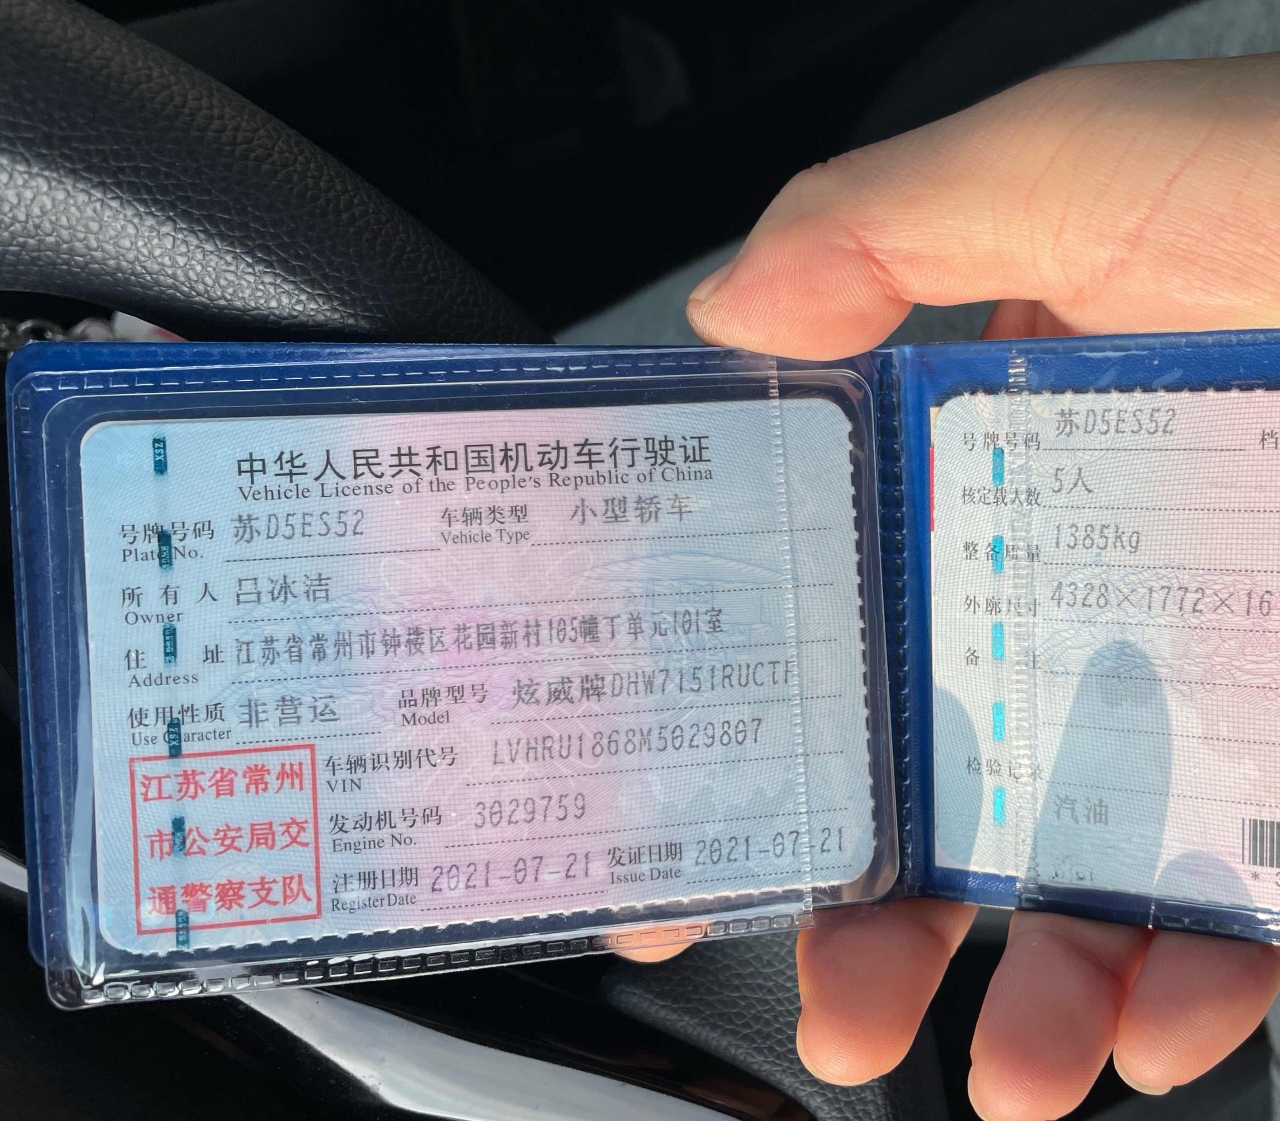 中华人民共和国机动车行驶证
Vehicle License of the People's Republic of China
号牌号码 苏D5ES52 车辆类型 小型轿车
Plate No. Vehicle Type
所有人 吕冰洁
Owner
住址 江苏省常州市钟楼区花园新村105幢丁单元101室
Address
使用性质 非营运 品牌型号 炫威牌DHW7151RUCTF
Use Character Model
车辆识别代号 LVHRU1868M5029807
VIN
发动机号码 3029759
Engine No.
注册日期 2021-07-21 发证日期 2021-07-21
Register Date Issue Date
江苏省常州
市公安局交
通警察支队
号牌号码 苏D5ES52 档
核定载人数 5人
整备质量 1385kg
外廓尺寸 4328×1772×16
备注
检验记录
汽油